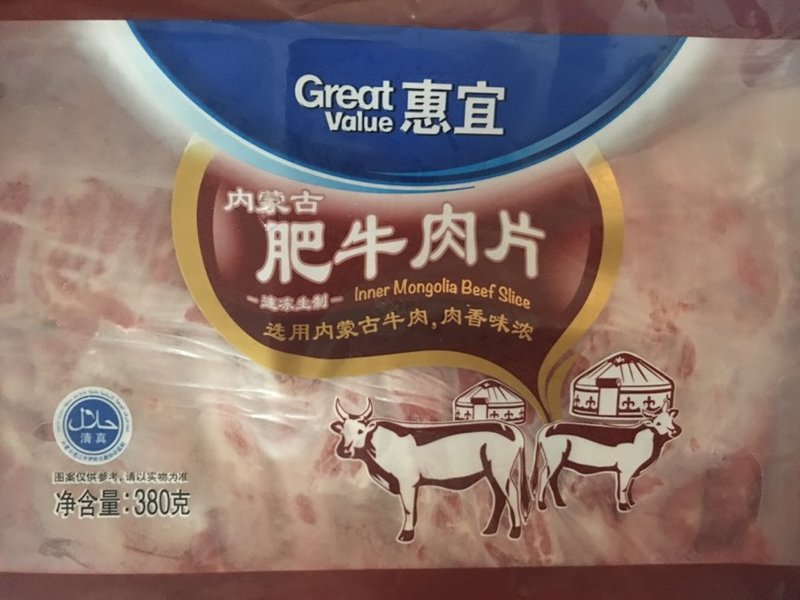 Great Value 惠宜
内蒙古
肥牛肉片
速冻生制
Inner Mongolia Beef Slice
选用内蒙古牛肉,肉香味浓
حلال
清真
图案仅供参考,请以实物为准
净含量:380克